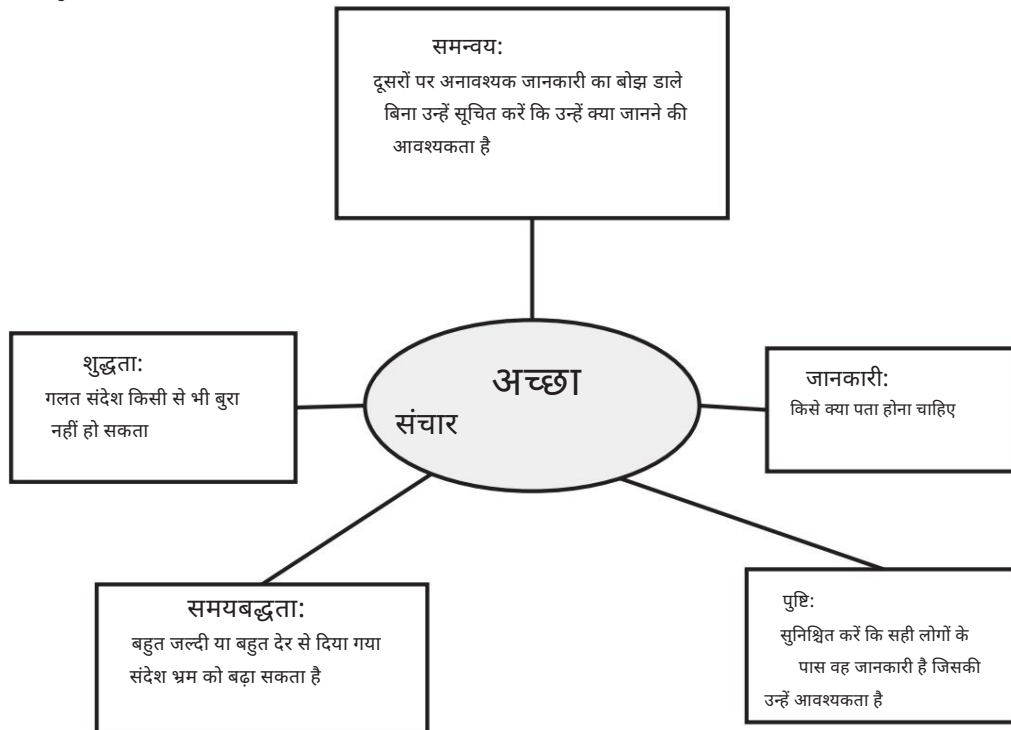 समन्वय:
दूसरों पर अनावश्यक जानकारी का बोझ डाले
बिना उन्हें सूचित करें कि उन्हें क्या जानने की
आवश्यकता है
शुद्धता:
गलत संदेश किसी से भी बुरा
नहीं हो सकता
अच्छा
संचार
जानकारी:
किसे क्या पता होना चाहिए
समयबद्धता:
बहुत जल्दी या बहुत देर से दिया गया
संदेश भ्रम को बढ़ा सकता है
पुष्टि:
सुनिश्चित करें कि सही लोगों के
पास वह जानकारी है जिसकी
उन्हें आवश्यकता है